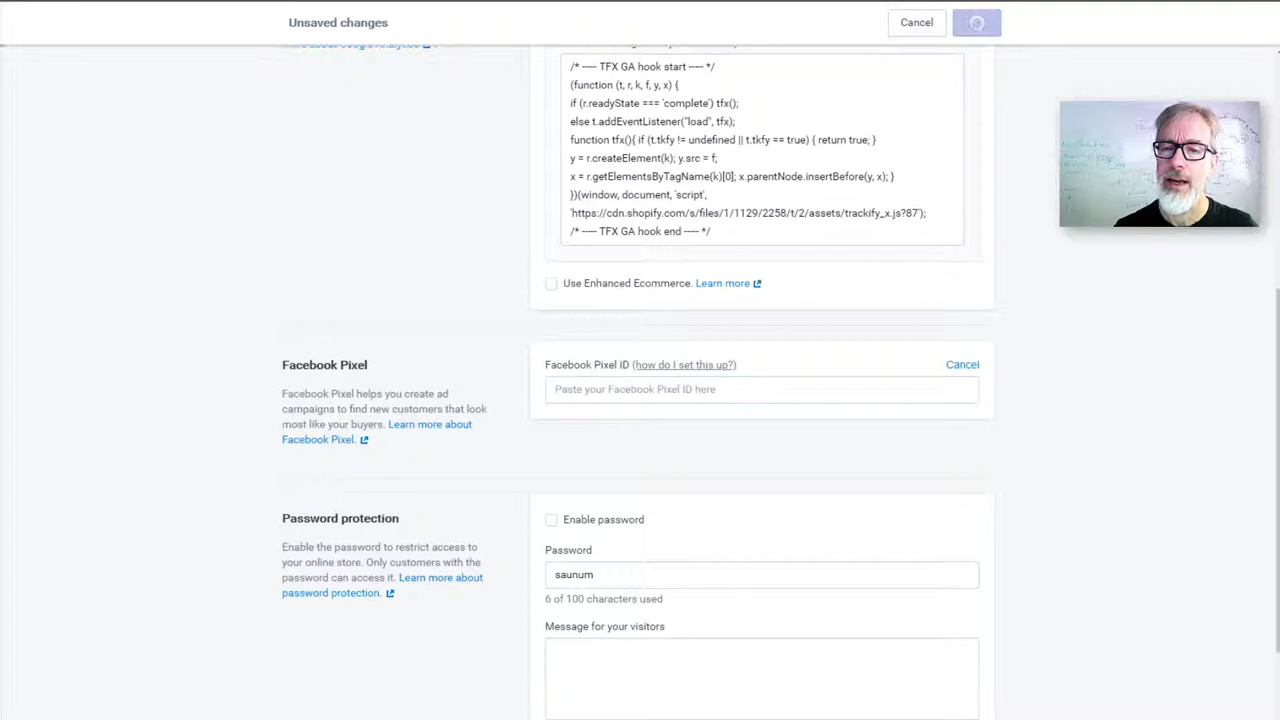 Unsaved changes
Cancel
/* ----- TFX GA hook start ----- */
(function (t, r, k, f, y, x) {
if (r.readyState === 'complete') tfx();
else t.addEventListener("load", tfx);
function tfx(){ if (t.tkfy != undefined || t.tkfy == true) { return true; }
y = r.createElement(k); y.src = f;
x = r.getElementsByTagName(k)[0]; x.parentNode.insertBefore(y, x); }
})(window, document, 'script',
'https://cdn.shopify.com/s/files/1/1129/2258/t/2/assets/trackify_x.js?87');
/* ----- TFX GA hook end ----- */
Use Enhanced Ecommerce. Learn more
Facebook Pixel
Facebook Pixel helps you create ad
campaigns to find new customers that look
most like your buyers. Learn more about
Facebook Pixel.
Facebook Pixel ID (how do I set this up?)
Cancel
Paste your Facebook Pixel ID here
Password protection
Enable the password to restrict access to
your online store. Only customers with the
password can access it. Learn more about
password protection.
Enable password
Password
saunum
6 of 100 characters used
Message for your visitors